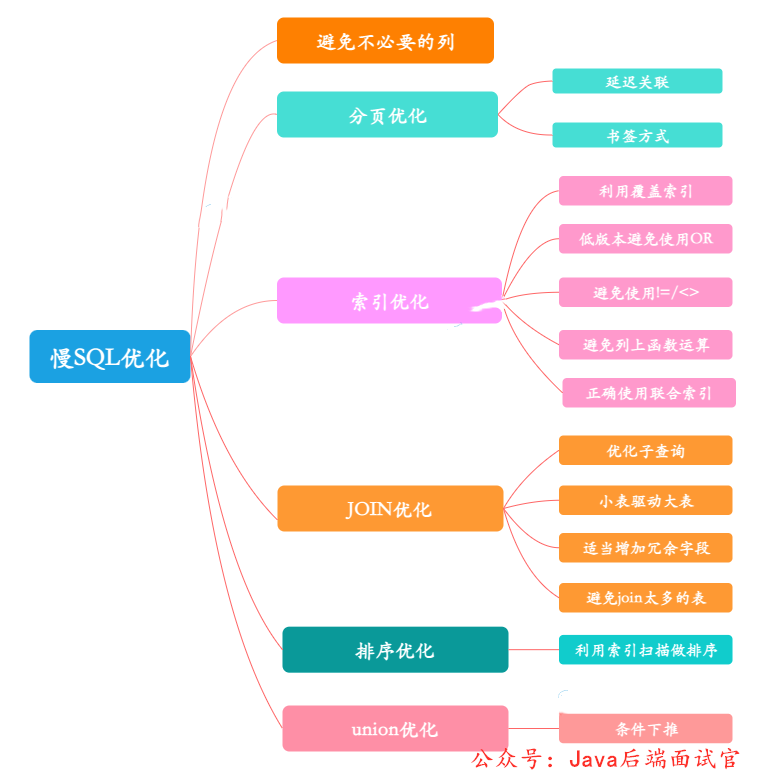 慢SQL优化
避免不必要的列
分页优化
延迟关联
书签方式
索引优化
利用覆盖索引
低版本避免使用OR
避免使用!=/<>
避免列上函数运算
正确使用联合索引
JOIN优化
优化子查询
小表驱动大表
适当增加冗余字段
避免join太多的表
排序优化
利用索引扫描做排序
union优化
条件下推
公众号：Java后端面试官